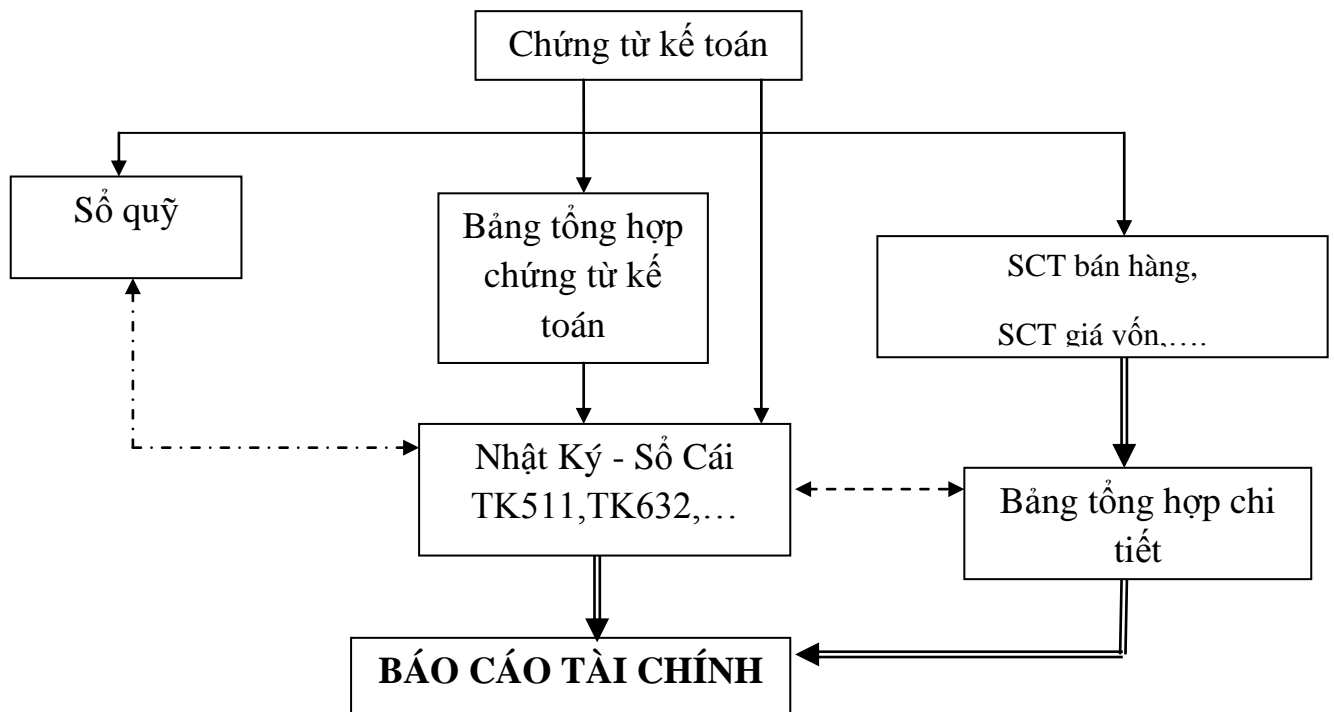 Chứng từ kế toán
Sổ quỹ
Bảng tổng hợp
chứng từ kế
toán
SCT bán hàng,
SCT giá vốn,….
Nhật Ký - Sổ Cái
TK511,TK632,…
Bảng tổng hợp chi
tiết
BÁO CÁO TÀI CHÍNH